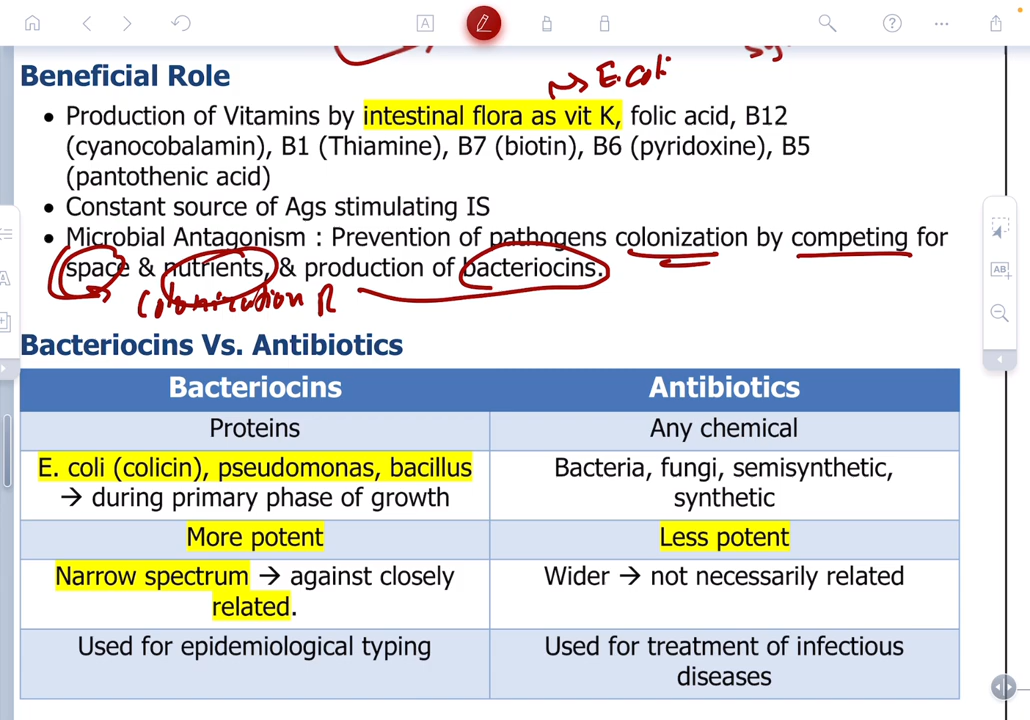 Beneficial Role
E.coli
• Production of Vitamins by intestinal flora as vit K, folic acid, B12
(cyanocobalamin), B1 (Thiamine), B7 (biotin), B6 (pyridoxine), B5
(pantothenic acid)
• Constant source of Ags stimulating IS
• Microbial Antagonism : Prevention of pathogens colonization by competing for
space & nutrients, & production of bacteriocins.
Colonization R
Bacteriocins Vs. Antibiotics
Bacteriocins Antibiotics
Proteins Any chemical
E. coli (colicin), pseudomonas, bacillus Bacteria, fungi, semisynthetic,
→ during primary phase of growth synthetic
More potent Less potent
Narrow spectrum → against closely Wider → not necessarily related
related.
Used for epidemiological typing Used for treatment of infectious
diseases